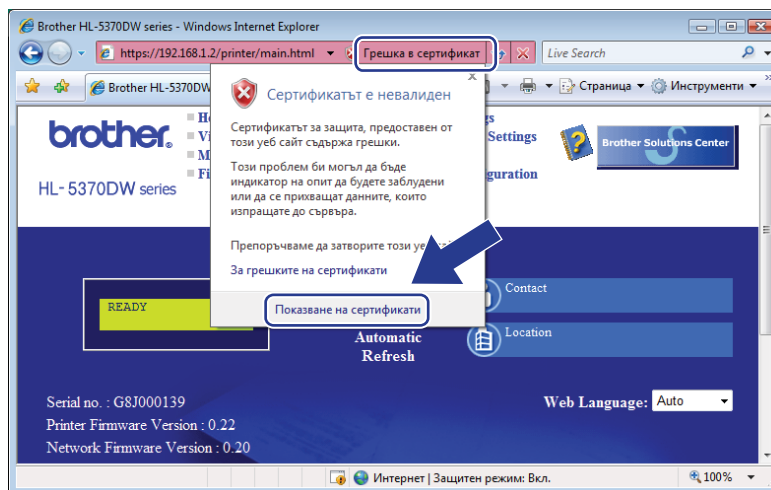 Brother HL-5370DW series - Windows Internet Explorer
https://192.168.1.2/printer/main.html
Грешка в сертификат
Live Search
Brother HL-5370DW
Страница
Инструменти
brother
HL-5370DW series
Settings
guration
Brother Solutions Center
Сертификатът е невалиден
Сертификатът за защита, предоставен от
този уеб сайт съдържа грешки.
Този проблем би могъл да бъде
индикатор на опит да бъдете заблудени
или да се прихващат данните, които
изпращате до сървъра.
Препоръчваме да затворите този
За грешките на сертификати
Показване на сертификати
READY
Contact
Location
Automatic
Refresh
Serial no. : G8J000139
Web Language: Auto
Printer Firmware Version : 0.22
Network Firmware Version : 0.20
Интернет | Защитен режим: Вкл.
100%